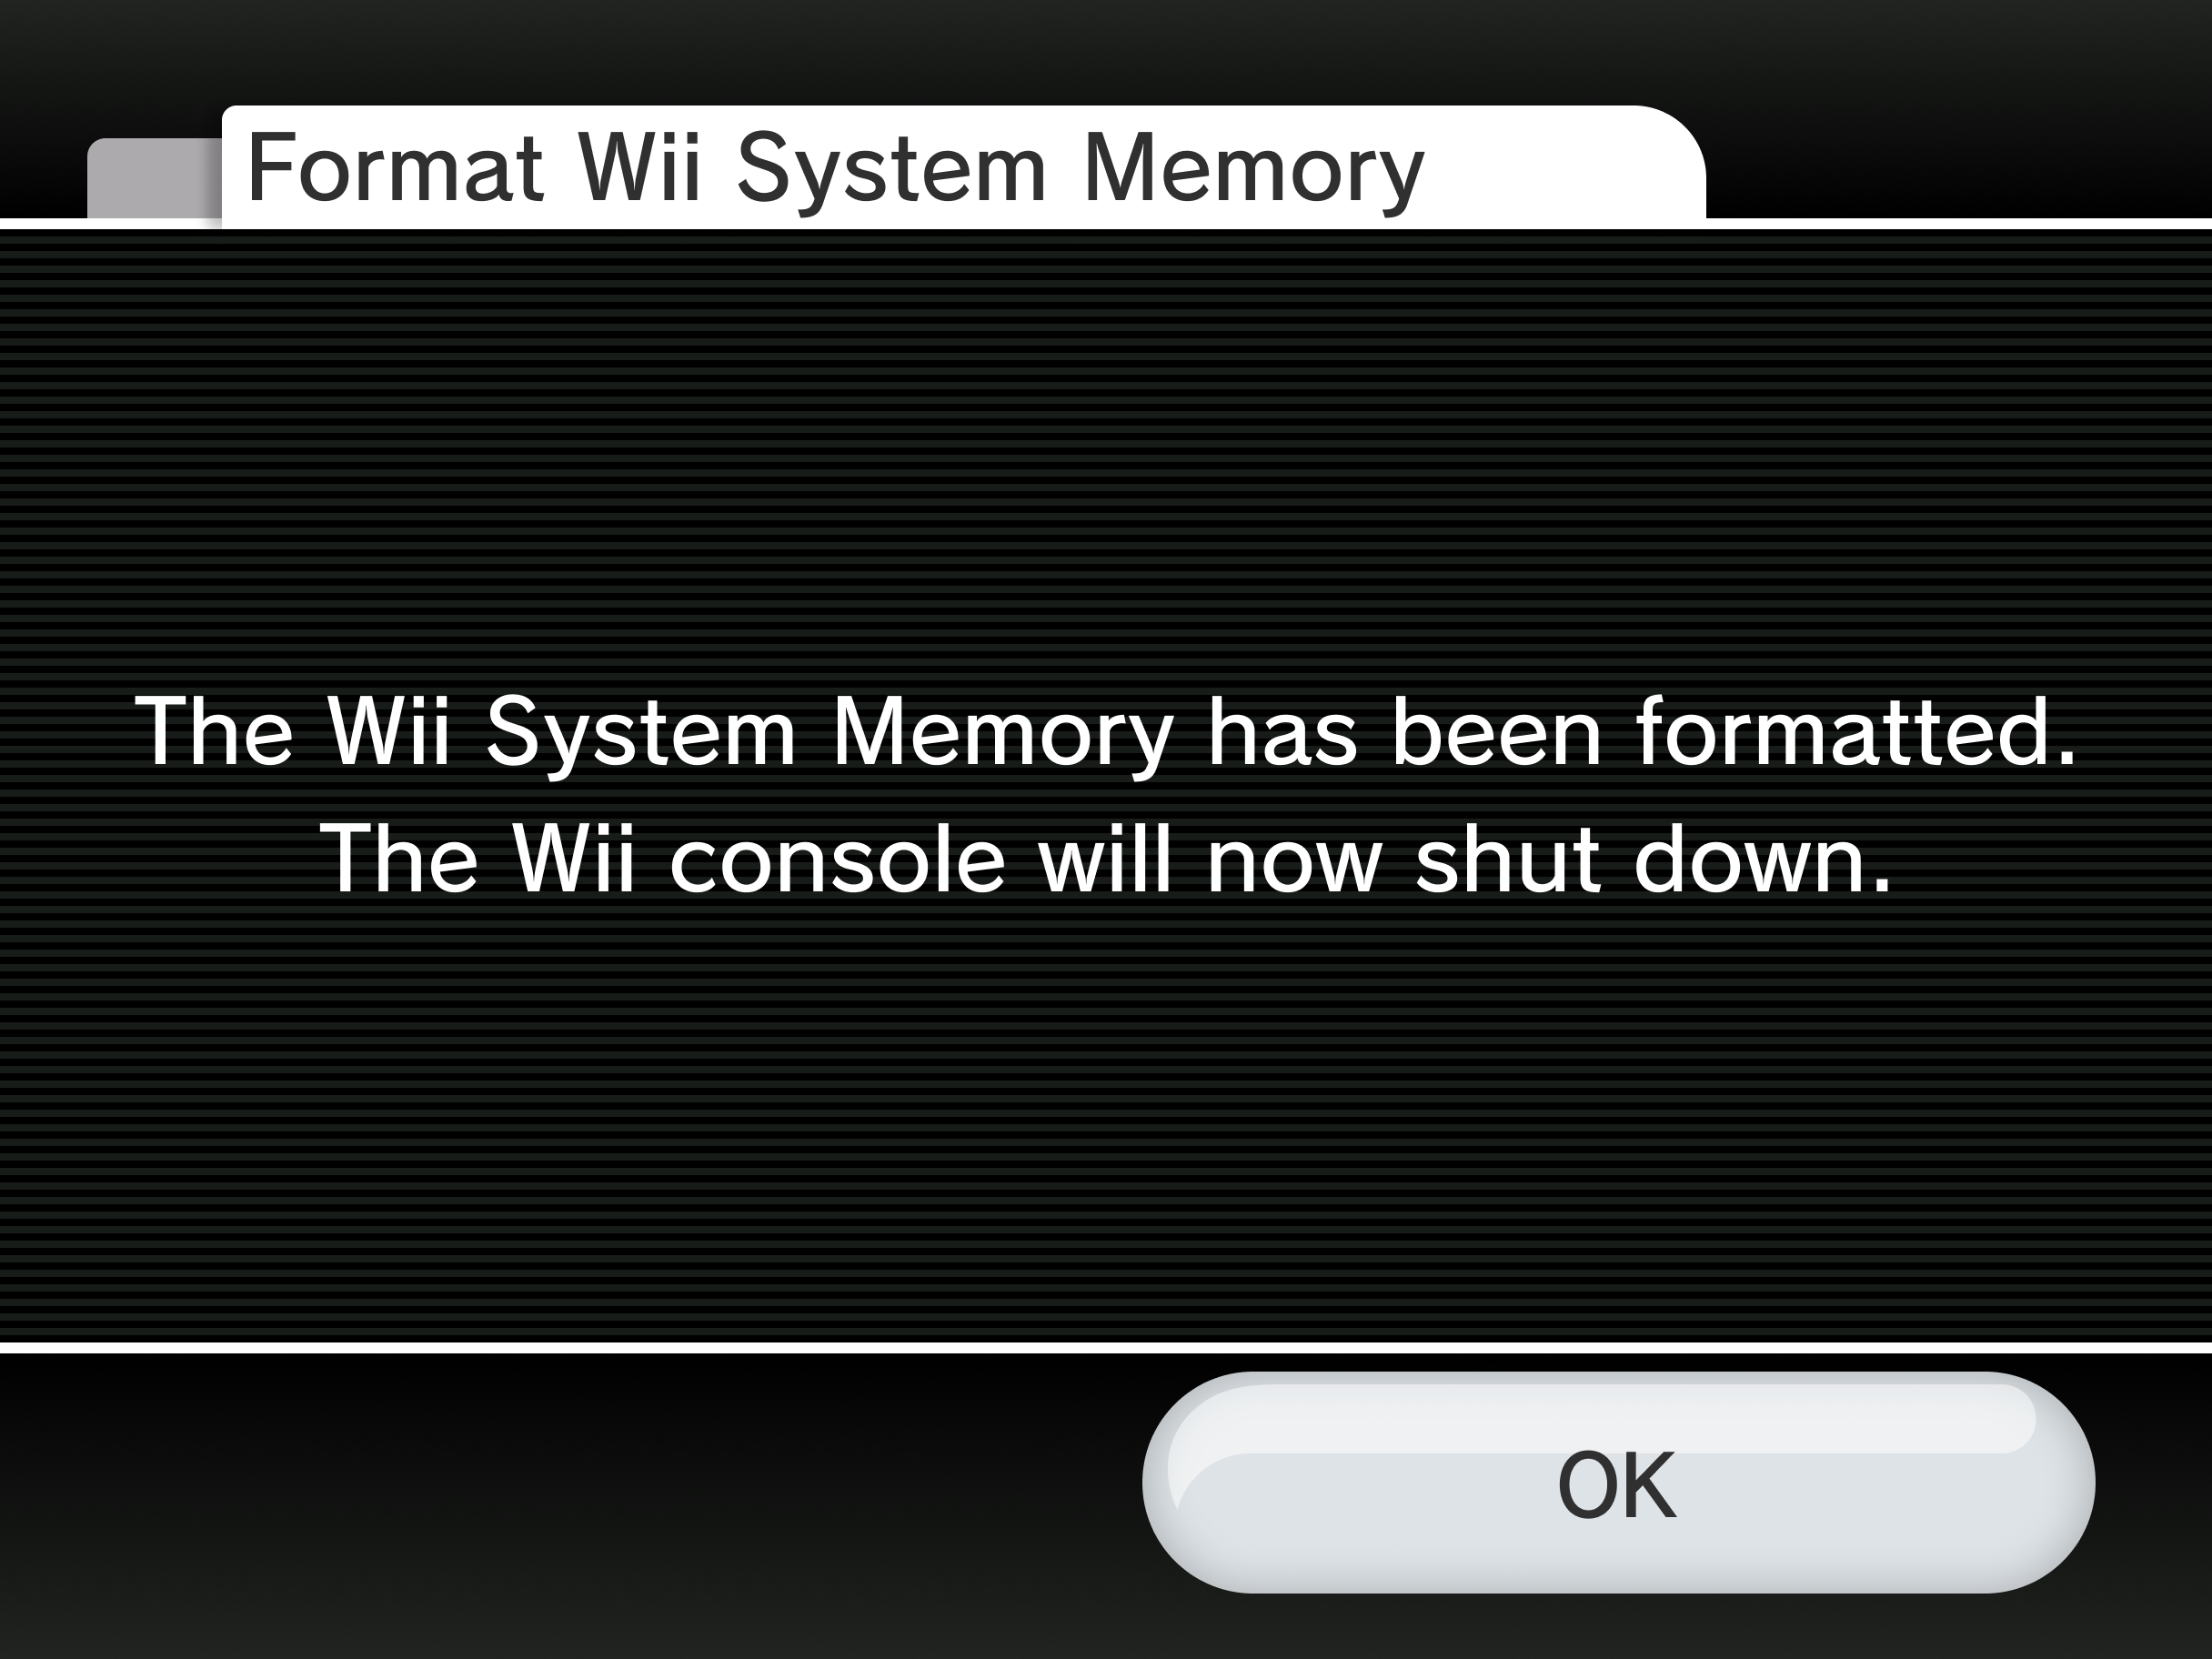 Format Wii System Memory
The Wii System Memory has been formatted.
The Wii console will now shut down.
OK